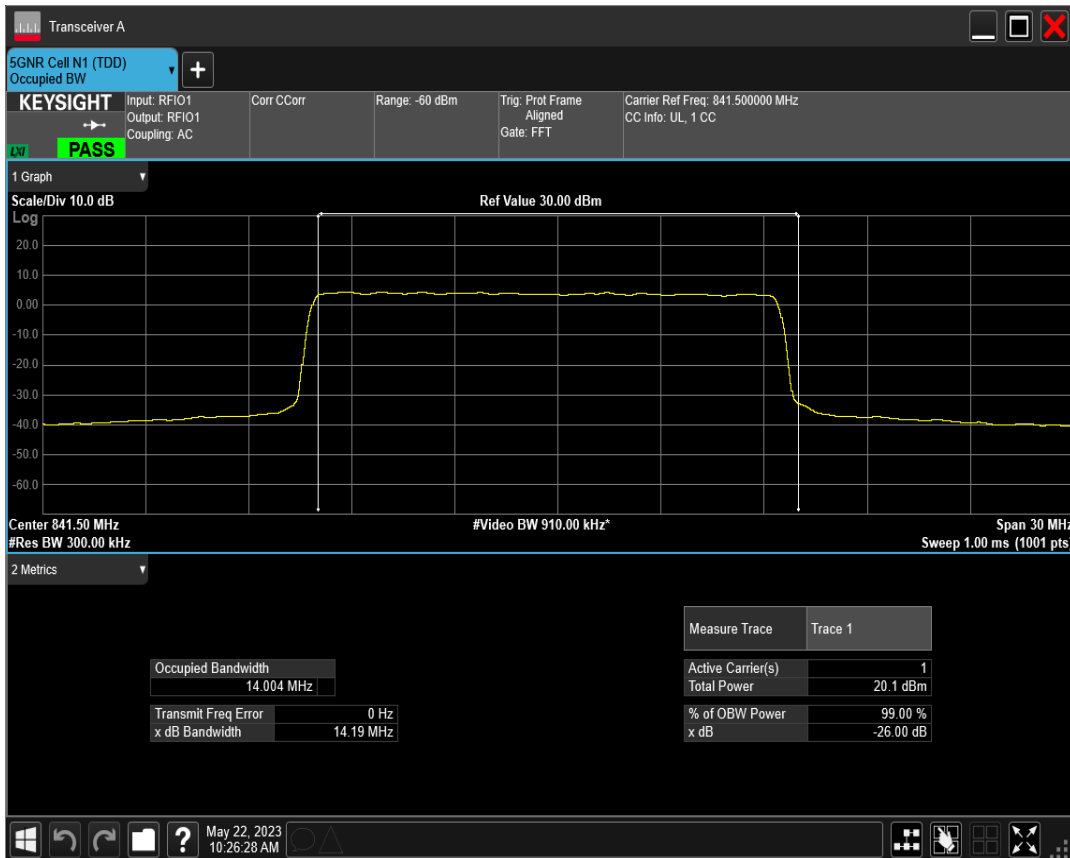 Transceiver A
5GNR Cell N1 (TDD)
Occupied BW
KEYSIGHT
LXI
PASS
Input: RFIO1
Output: RFIO1
Coupling: AC
Corr CCorr
Range: -60 dBm
Trig: Prot Frame
Aligned
Gate: FFT
Carrier Ref Freq: 841.500000 MHz
CC Info: UL, 1 CC
1 Graph
Scale/Div 10.0 dB
Ref Value 30.00 dBm
Log
20.0
10.0
0.00
-10.0
-20.0
-30.0
-40.0
-50.0
-60.0
Center 841.50 MHz
#Video BW 910.00 kHz*
Span 30 MHz
#Res BW 300.00 kHz
Sweep 1.00 ms (1001 pts)
2 Metrics
Measure Trace Trace 1
Occupied Bandwidth
14.004 MHz
Active Carrier(s) 1
Total Power 20.1 dBm
Transmit Freq Error 0 Hz
x dB Bandwidth 14.19 MHz
% of OBW Power 99.00 %
x dB -26.00 dB
?
May 22, 2023
10:26:28 AM